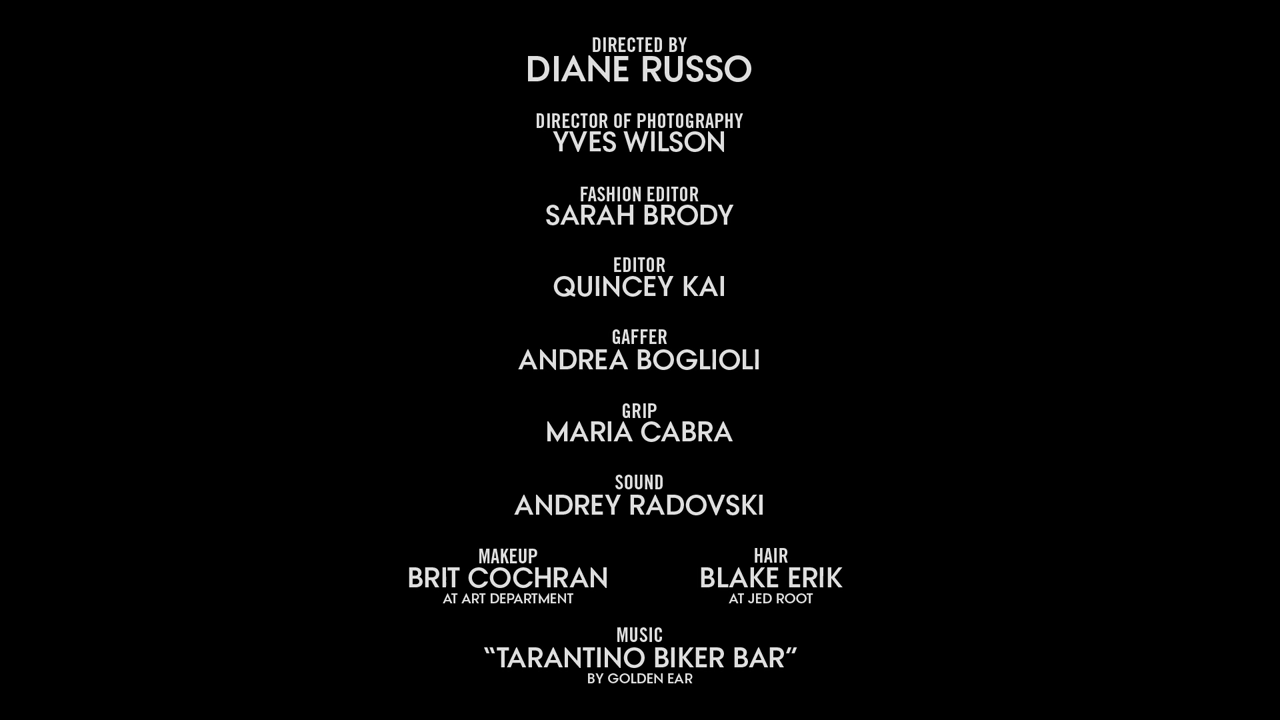 DIRECTED BY
DIANE RUSSO
DIRECTOR OF PHOTOGRAPHY
YVES WILSON
FASHION EDITOR
SARAH BRODY
EDITOR
QUINCEY KAI
GAFFER
ANDREA BOGLIOLI
GRIP
MARIA CABRA
SOUND
ANDREY RADOVSKI
MAKEUP
BRIT COCHRAN
AT ART DEPARTMENT
HAIR
BLAKE ERIK
AT JED ROOT
MUSIC
“TARANTINO BIKER BAR”
BY GOLDEN EAR